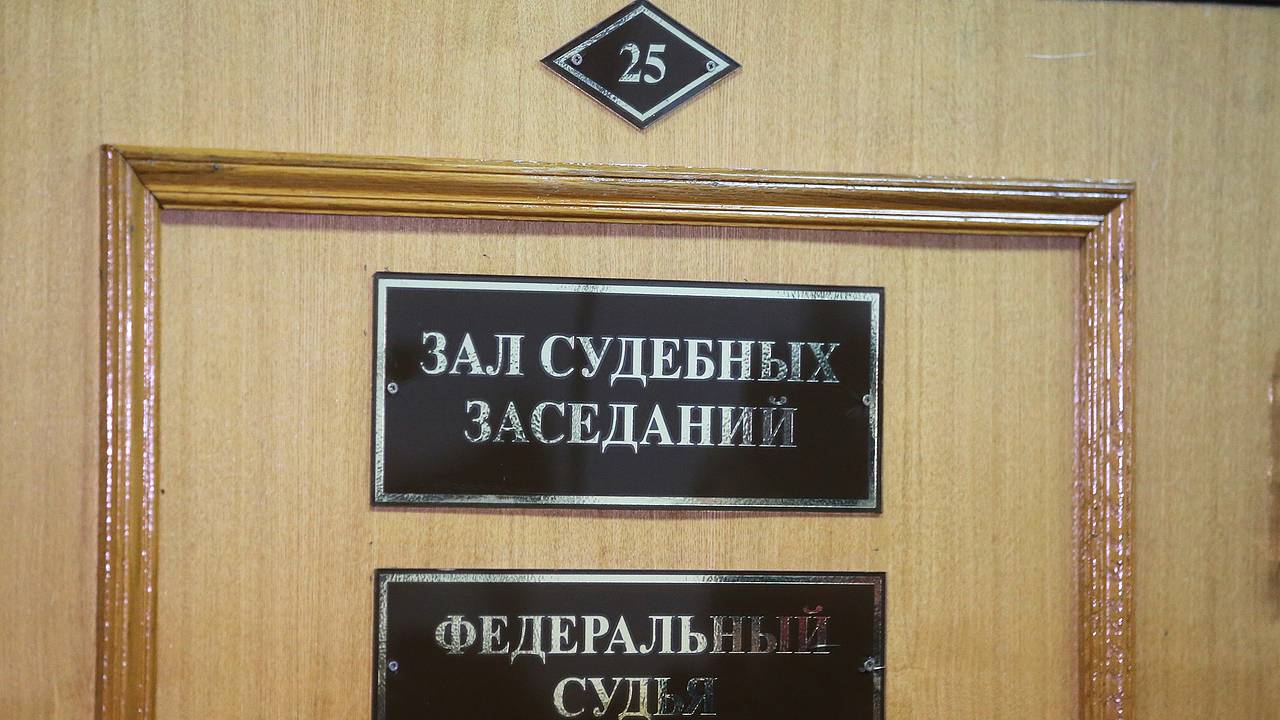 25
ЗАЛ СУДЕБНЫХ
ЗАСЕДАНИЙ
ФЕДЕРАЛЬНЫЙ
СУДЬЯ